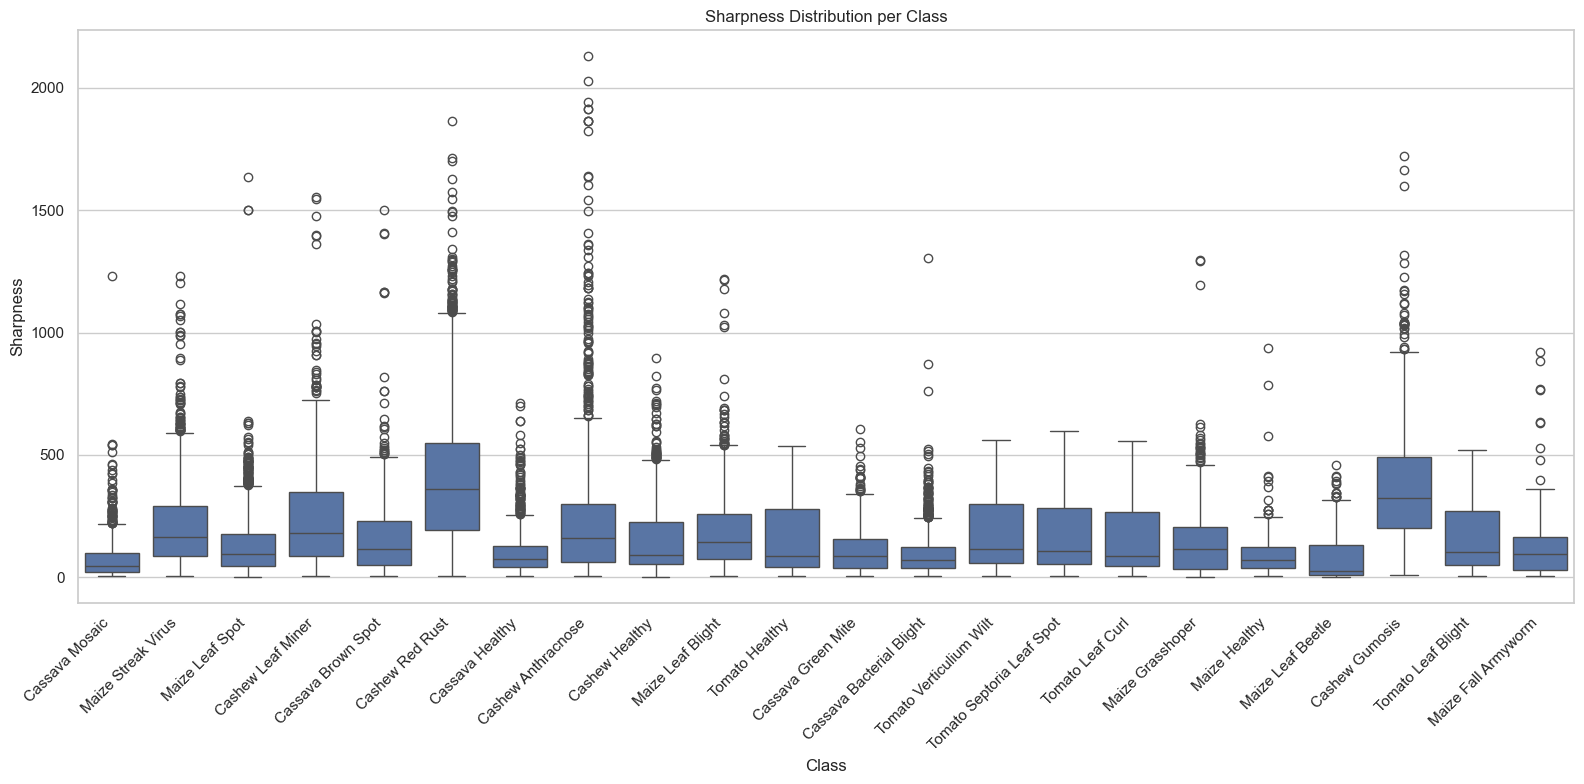 Sharpness Distribution per Class
Sharpness
2000
1500
1000
500
0
Cassava Mosaic
Maize Streak Virus
Maize Leaf Spot
Cashew Leaf Miner
Cassava Brown Spot
Cashew Red Rust
Cassava Healthy
Cashew Anthracnose
Cashew Healthy
Maize Leaf Blight
Tomato Healthy
Cassava Green Mite
Cassava Bacterial Blight
Tomato Verticulium Wilt
Tomato Septoria Leaf Spot
Tomato Leaf Curl
Maize Grasshoper
Maize Healthy
Maize Leaf Beetle
Cashew Gumosis
Tomato Leaf Blight
Maize Fall Armyworm
Class